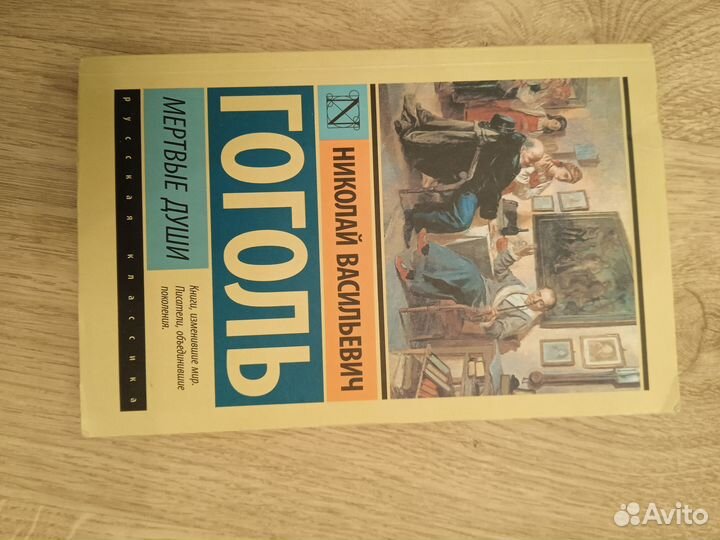 N
НИКОЛАЙ ВАСИЛЬЕВИЧ
ГОГОЛЬ
МЕРТВЫЕ ДУШИ
Книги, изменившие мир.
Писатели, объединившие
поколения.
русская классика
Avito